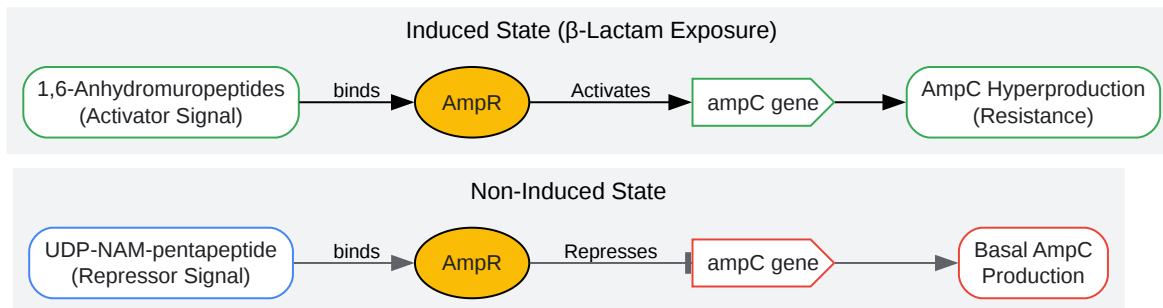 Induced State (β-Lactam Exposure)
1,6-Anhydromuropeptides
(Activator Signal)
binds
AmpR
Activates
ampC gene
AmpC Hyperproduction
(Resistance)
Non-Induced State
UDP-NAM-pentapeptide
(Repressor Signal)
binds
AmpR
Represses
ampC gene
Basal AmpC
Production